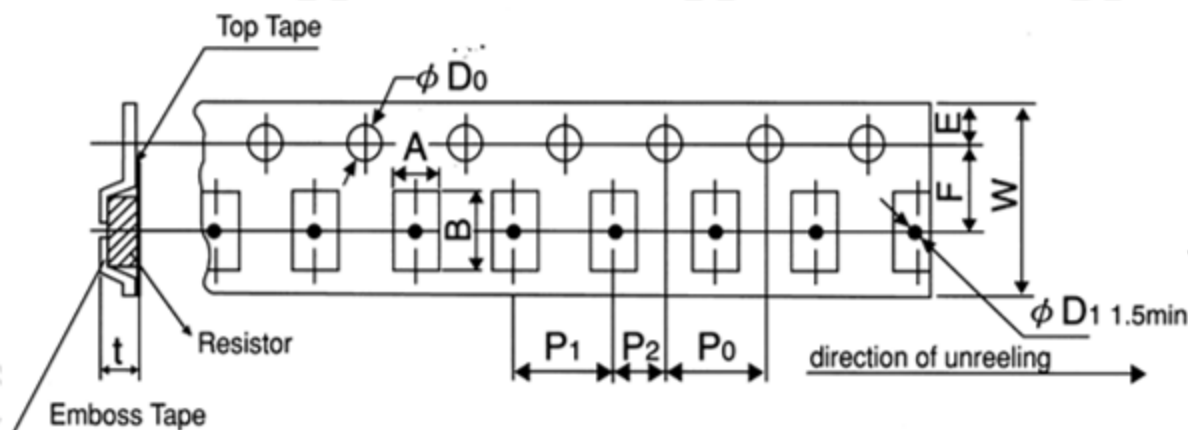 Top Tape
φ D0
A
B
E
F
W
φ D1 1.5min
P1
P2
P0
direction of unreeling
t
Resistor
Emboss Tape